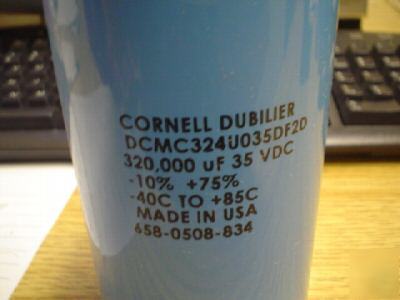 CORNELL DUBILIER
DCMC324U035DF2D
320,000 uF 35 VDC
-10% +75%
-40C TO +85C
MADE IN USA
658-0508-834